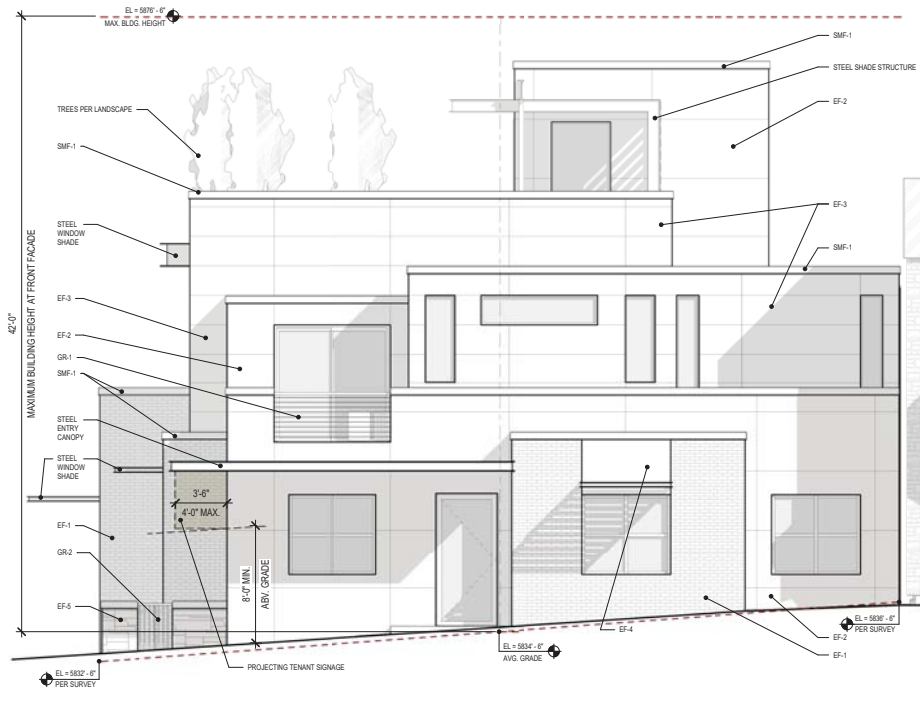 EL = 5876' - 6"
MAX. BLDG. HEIGHT
SMF-1
STEEL SHADE STRUCTURE
TREES PER LANDSCAPE
EF-2
SMF-1
EF-3
STEEL
WINDOW
SHADE
SMF-1
EF-3
42'-0"
MAXIMUM BUILDING HEIGHT AT FRONT FACADE
EF-2
GR-1
SMF-1
STEEL
ENTRY
CANOPY
STEEL
WINDOW
SHADE
3'-6"
4'-0" MAX.
EF-1
GR-2
8'-0" MIN.
ABV. GRADE
EF-5
EF-4
EL = 5836' - 6"
PER SURVEY
EF-2
EL = 5834' - 6"
AVG. GRADE
EF-1
PROJECTING TENANT SIGNAGE
EL = 5832' - 6"
PER SURVEY